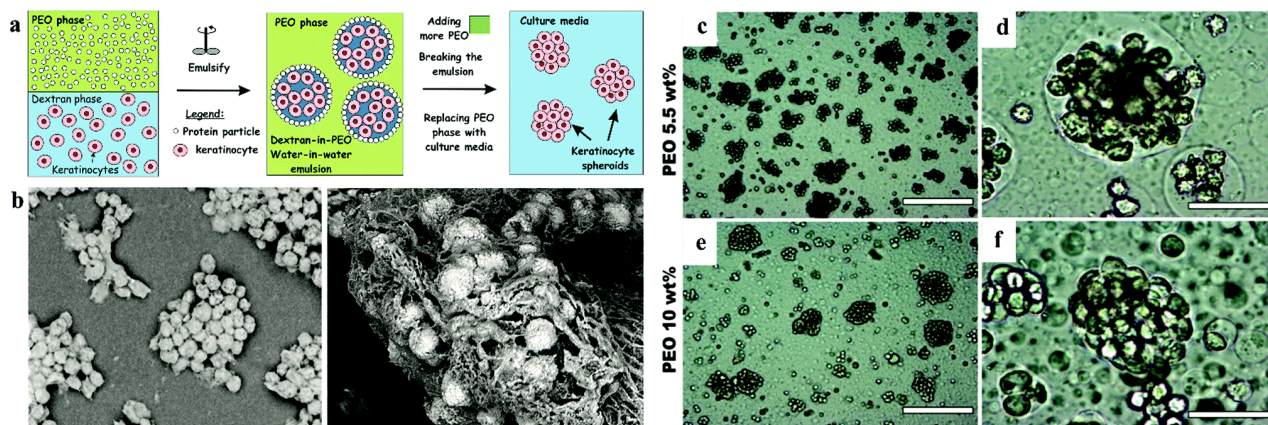 a
PEO phase
Dextran phase
Keratinocytes
Emulsify
Legend:
Protein particle
keratinocyte
PEO phase
Dextran-in-PEO
Water-in-water
emulsion
Adding
more PEO
Breaking the
emulsion
Replacing PEO
phase with
culture media
Culture media
Keratinocyte
spheroids
b
PEO 5.5 wt%
c
d
PEO 10 wt%
e
f